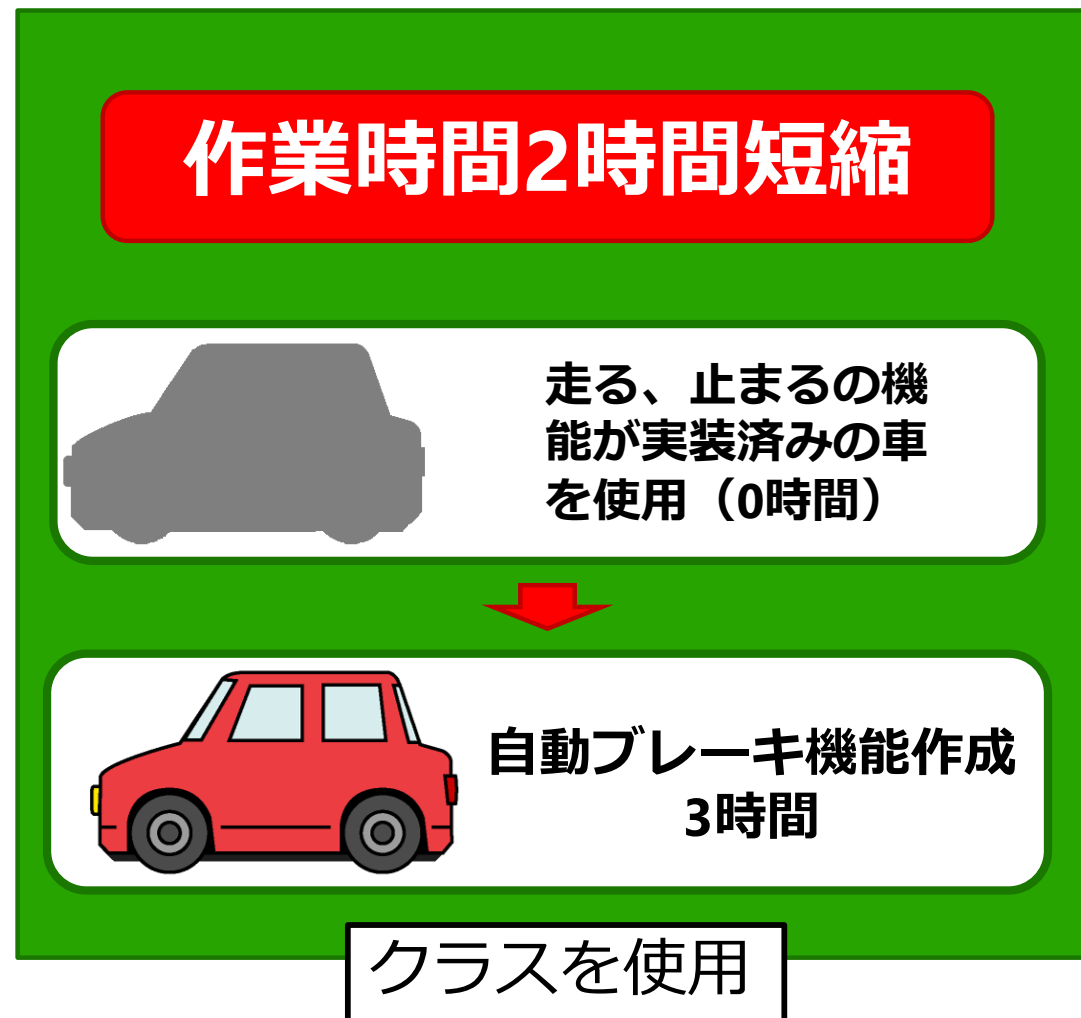 作業時間2時間短縮
走る、止まるの機
能が実装済みの車
を使用（0時間）
自動ブレーキ機能作成
3時間
クラスを使用